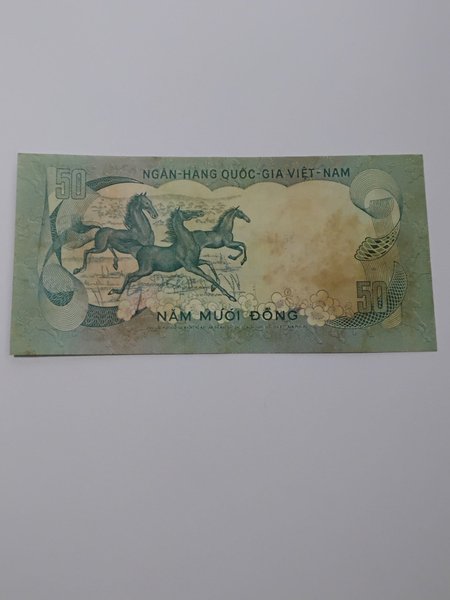 50
NGÂN-HÀNG QUỐC-GIA VIỆT-NAM
50
NĂM MƯƠI ĐỒNG